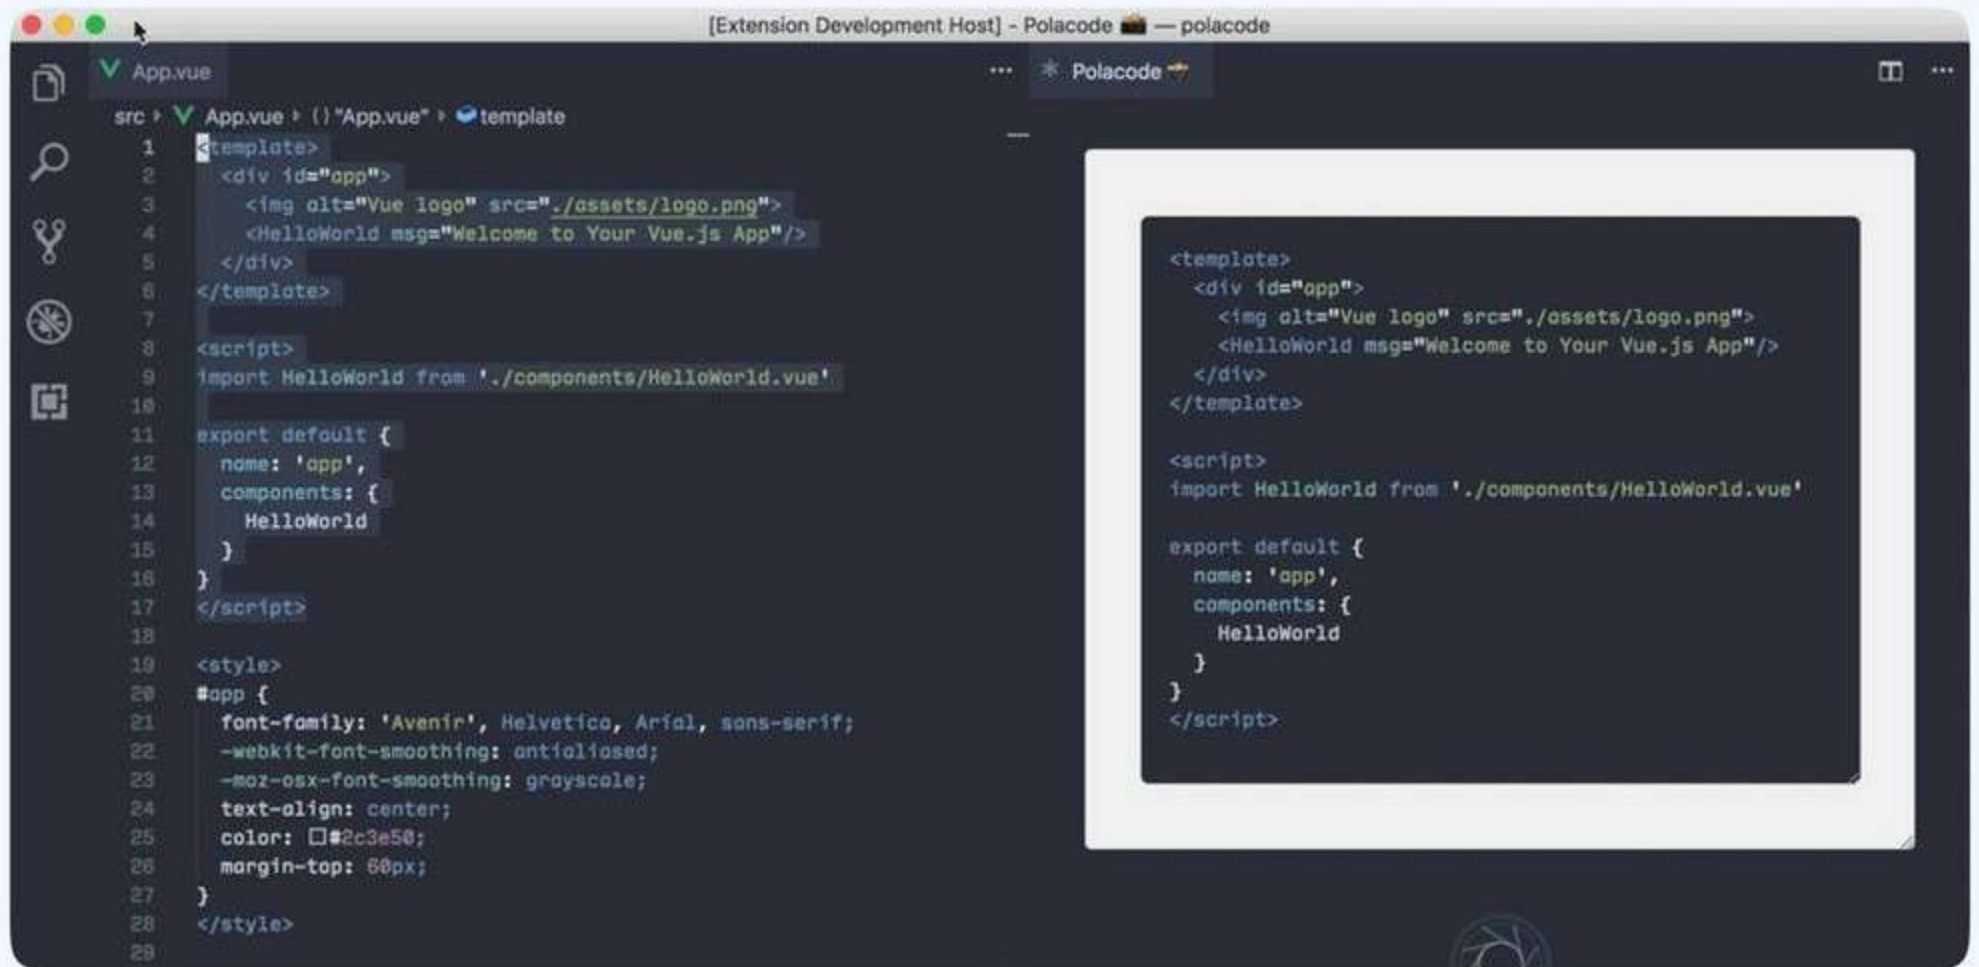 [Extension Development Host] - Polacode 📸 — polacode
App.vue
Polacode
src › App.vue › {} "App.vue" › template
1 <template>
2   <div id="app">
3     <img alt="Vue logo" src="./assets/logo.png">
4     <HelloWorld msg="Welcome to Your Vue.js App"/>
5   </div>
6 </template>
7
8 <script>
9 import HelloWorld from './components/HelloWorld.vue'
10
11 export default {
12   name: 'app',
13   components: {
14     HelloWorld
15   }
16 }
17 </script>
18
19 <style>
20 #app {
21   font-family: 'Avenir', Helvetica, Arial, sans-serif;
22   -webkit-font-smoothing: antialiased;
23   -moz-osx-font-smoothing: grayscale;
24   text-align: center;
25   color: #2c3e50;
26   margin-top: 60px;
27 }
28 </style>
29
<template>
  <div id="app">
    <img alt="Vue logo" src="./assets/logo.png">
    <HelloWorld msg="Welcome to Your Vue.js App"/>
  </div>
</template>

<script>
import HelloWorld from './components/HelloWorld.vue'

export default {
  name: 'app',
  components: {
    HelloWorld
  }
}
</script>